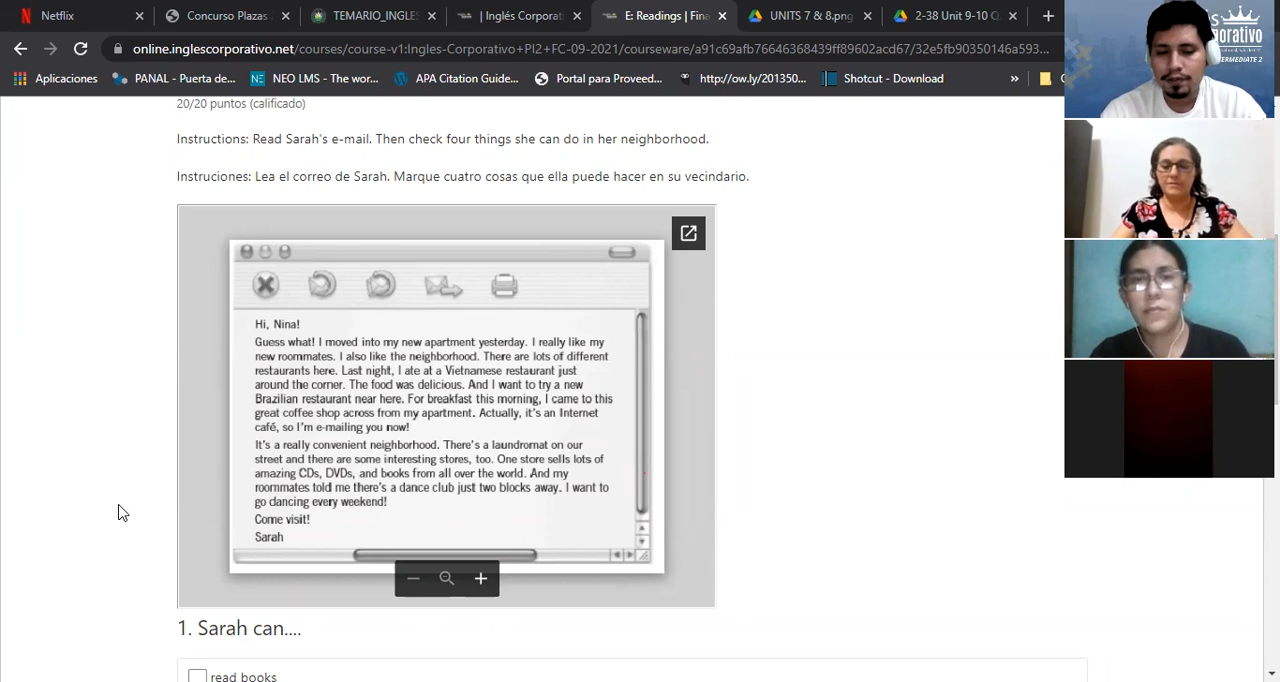 Netflix
Concurso Plazas
TEMARIO_INGLES
| Inglés Corporati
E: Readings | Fina
UNITS 7 & 8.png
2-38 Unit 9-10 Q
online.inglescorporativo.net/courses/course-v1:Ingles-Corporativo+PI2+FC-09-2021/courseware/a91c69afb76646368439ff89602acd67/32e5fb90350146a593...
Aplicaciones
PANAL - Puerta de...
NEO LMS - The wor...
APA Citation Guide...
Portal para Proveed...
http://ow.ly/201350...
Shotcut - Download
»
20/20 puntos (calificado)
Instructions: Read Sarah's e-mail. Then check four things she can do in her neighborhood.
Instruciones: Lea el correo de Sarah. Marque cuatro cosas que ella puede hacer en su vecindario.
Hi, Nina!
Guess what! I moved into my new apartment yesterday. I really like my
new roommates. I also like the neighborhood. There are lots of different
restaurants here. Last night, I ate at a Vietnamese restaurant just
around the corner. The food was delicious. And I want to try a new
Brazilian restaurant near here. For breakfast this morning, I came to this
great coffee shop across from my apartment. Actually, it's an Internet
café, so I'm e-mailing you now!
It's a really convenient neighborhood. There's a laundromat on our
street and there are some interesting stores, too. One store sells lots of
amazing CDs, DVDs, and books from all over the world. And my
roommates told me there's a dance club just two blocks away. I want to
go dancing every weekend!
Come visit!
Sarah
1. Sarah can....
read books